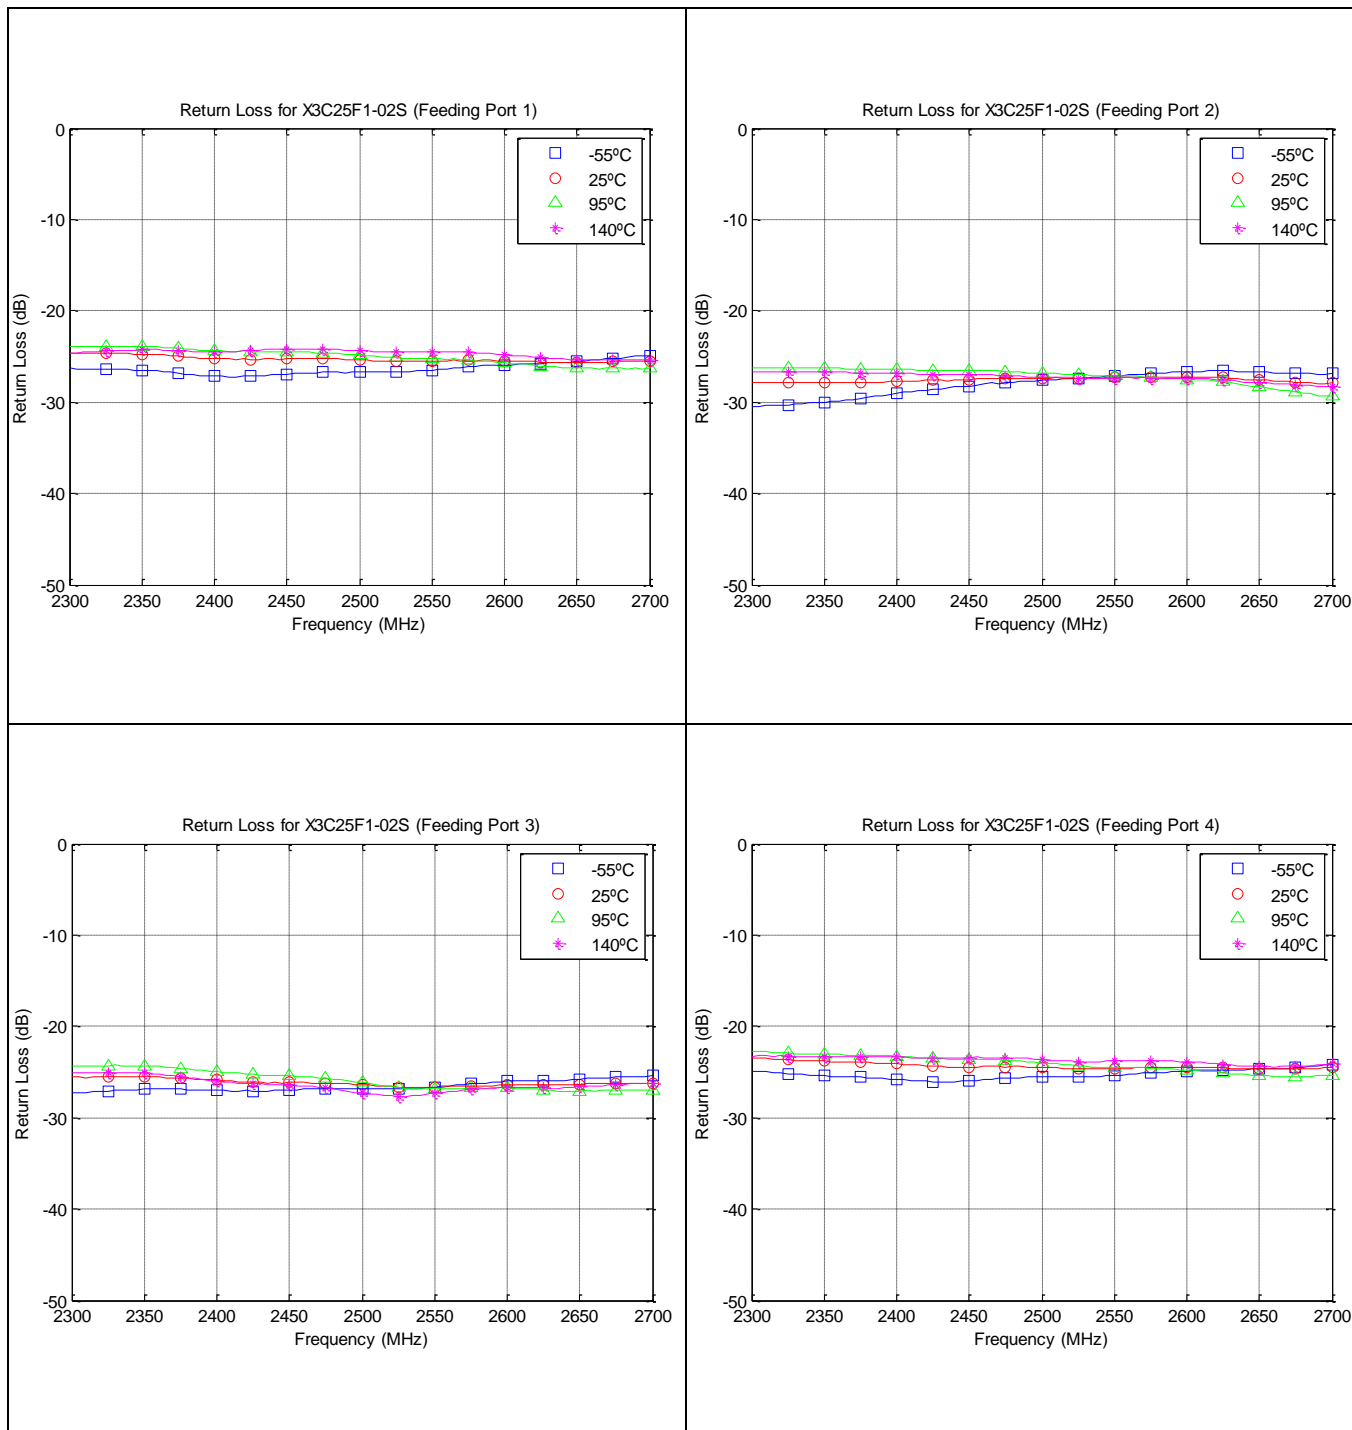 Return Loss for X3C25F1-02S (Feeding Port 1)
0
-10
-20
-30
-40
-50
2300 2350 2400 2450 2500 2550 2600 2650 2700
Frequency (MHz)
Return Loss (dB)
-55ºC
25ºC
95ºC
140ºC
Return Loss for X3C25F1-02S (Feeding Port 2)
0
-10
-20
-30
-40
-50
2300 2350 2400 2450 2500 2550 2600 2650 2700
Frequency (MHz)
Return Loss (dB)
-55ºC
25ºC
95ºC
140ºC
Return Loss for X3C25F1-02S (Feeding Port 3)
0
-10
-20
-30
-40
-50
2300 2350 2400 2450 2500 2550 2600 2650 2700
Frequency (MHz)
Return Loss (dB)
-55ºC
25ºC
95ºC
140ºC
Return Loss for X3C25F1-02S (Feeding Port 4)
0
-10
-20
-30
-40
-50
2300 2350 2400 2450 2500 2550 2600 2650 2700
Frequency (MHz)
Return Loss (dB)
-55ºC
25ºC
95ºC
140ºC